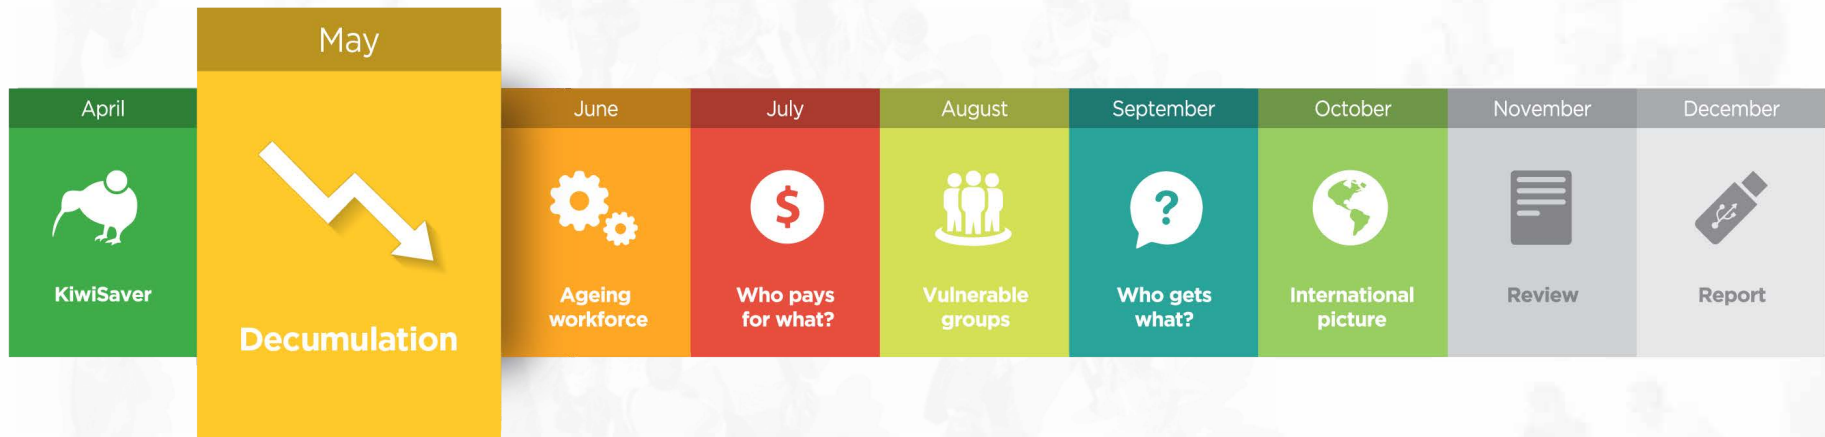 May
April
June
July
August
September
October
November
December
$
?
KiwiSaver
Decumulation
Ageing
workforce
Who pays
for what?
Vulnerable
groups
Who gets
what?
International
picture
Review
Report